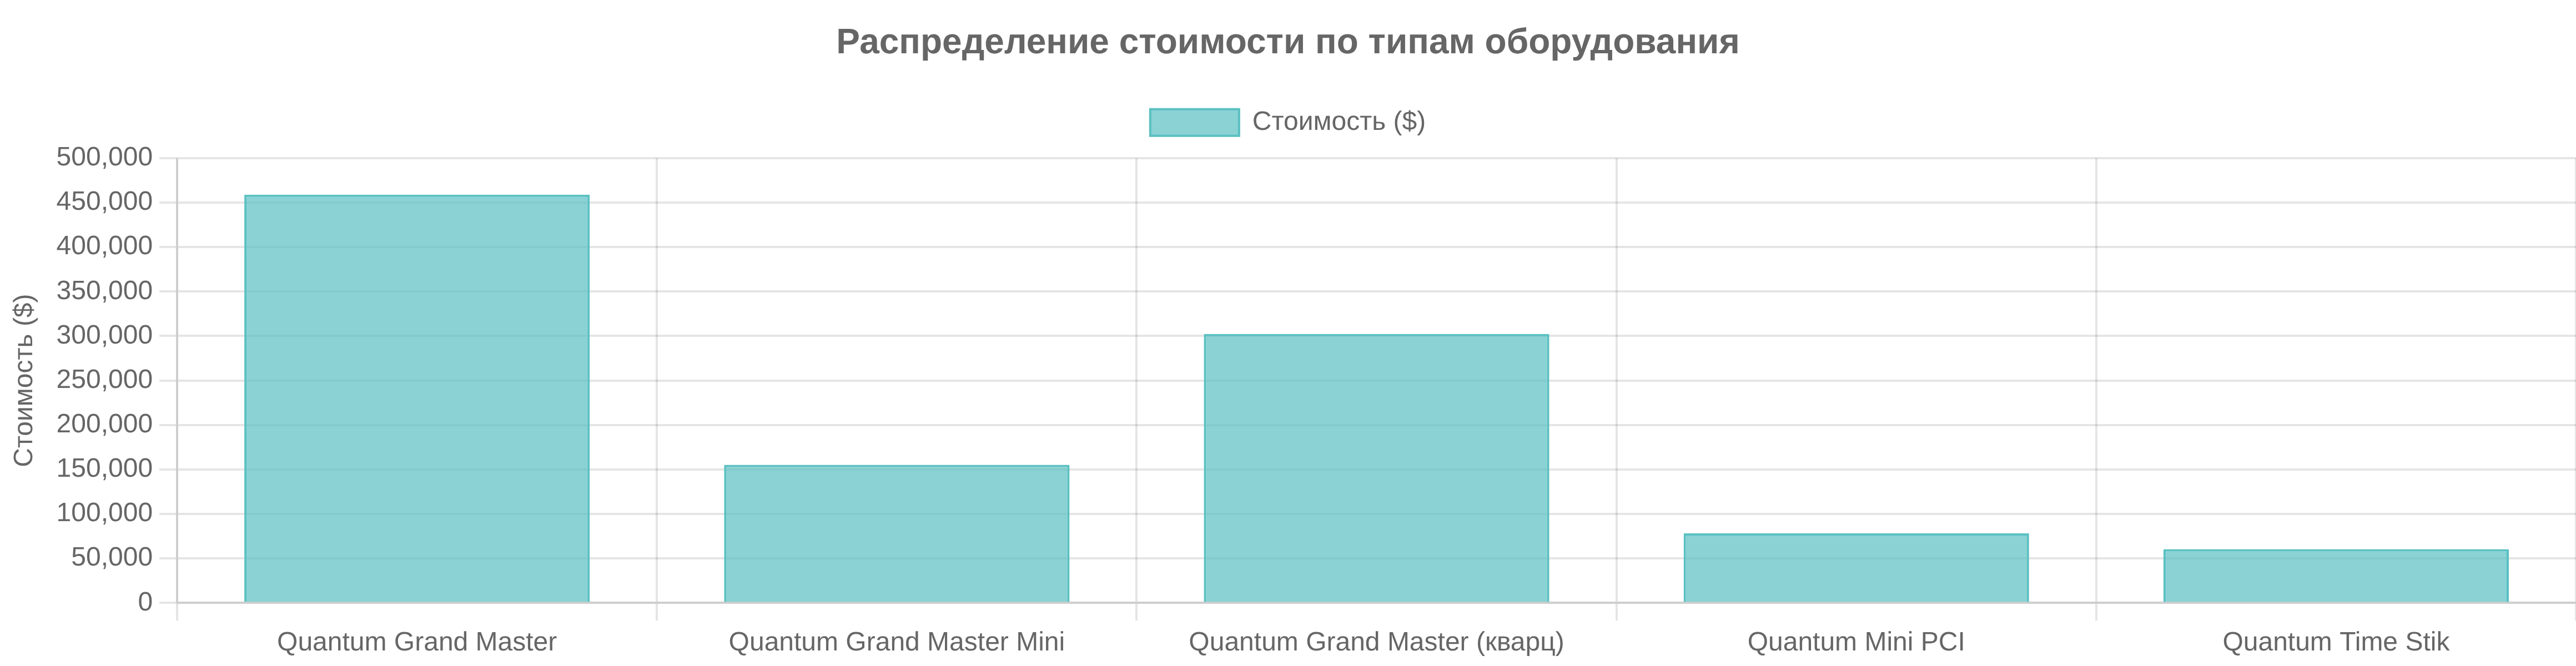 Распределение стоимости по типам оборудования
Стоимость ($)
500,000
450,000
400,000
350,000
300,000
250,000
200,000
150,000
100,000
50,000
0
Стоимость ($)
Quantum Grand Master
Quantum Grand Master Mini
Quantum Grand Master (кварц)
Quantum Mini PCI
Quantum Time Stik